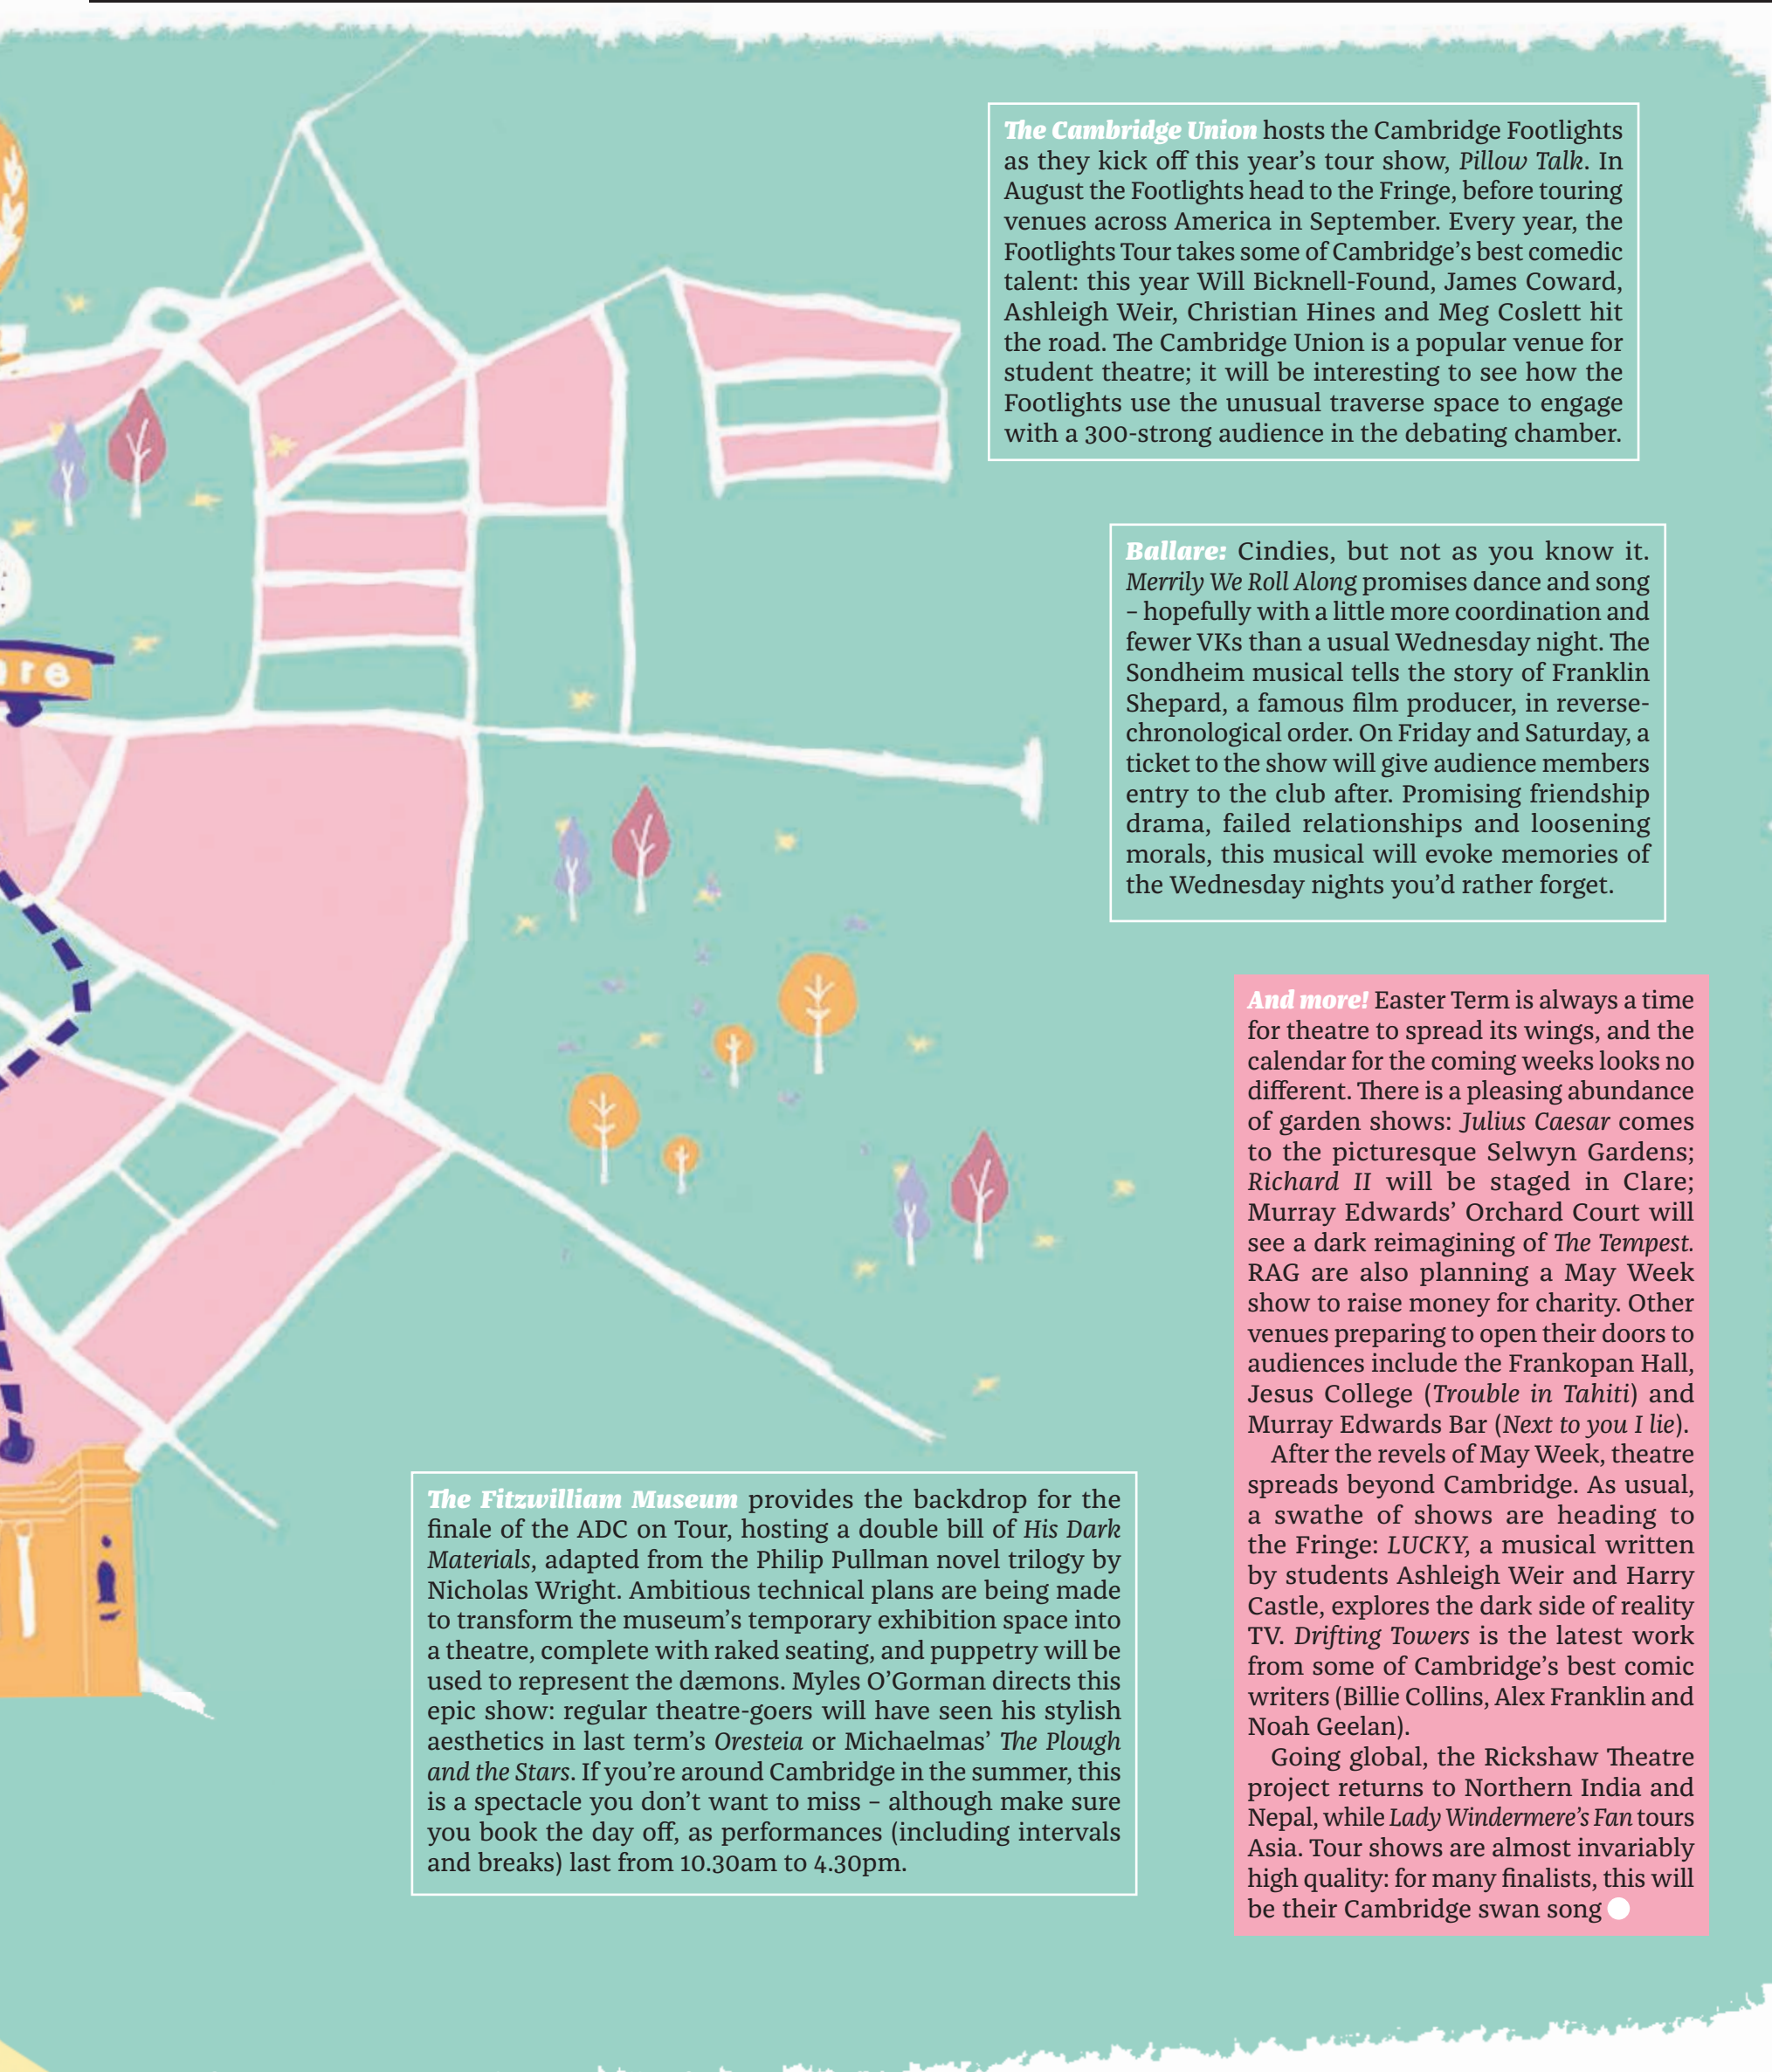 The Cambridge Union hosts the Cambridge Footlights
as they kick off this year’s tour show, Pillow Talk. In
August the Footlights head to the Fringe, before touring
venues across America in September. Every year, the
Footlights Tour takes some of Cambridge’s best comedic
talent: this year Will Bicknell-Found, James Coward,
Ashleigh Weir, Christian Hines and Meg Coslett hit
the road. The Cambridge Union is a popular venue for
student theatre; it will be interesting to see how the
Footlights use the unusual traverse space to engage
with a 300-strong audience in the debating chamber.
Ballare: Cindies, but not as you know it.
Merrily We Roll Along promises dance and song
– hopefully with a little more coordination and
fewer VKs than a usual Wednesday night. The
Sondheim musical tells the story of Franklin
Shepard, a famous film producer, in reverse-
chronological order. On Friday and Saturday, a
ticket to the show will give audience members
entry to the club after. Promising friendship
drama, failed relationships and loosening
morals, this musical will evoke memories of
the Wednesday nights you’d rather forget.
And more! Easter Term is always a time
for theatre to spread its wings, and the
calendar for the coming weeks looks no
different. There is a pleasing abundance
of garden shows: Julius Caesar comes
to the picturesque Selwyn Gardens;
Richard II will be staged in Clare;
Murray Edwards’ Orchard Court will
see a dark reimagining of The Tempest.
RAG are also planning a May Week
show to raise money for charity. Other
venues preparing to open their doors to
audiences include the Frankopan Hall,
Jesus College (Trouble in Tahiti) and
Murray Edwards Bar (Next to you I lie).
After the revels of May Week, theatre
spreads beyond Cambridge. As usual,
a swathe of shows are heading to
the Fringe: LUCKY, a musical written
by students Ashleigh Weir and Harry
Castle, explores the dark side of reality
TV. Drifting Towers is the latest work
from some of Cambridge’s best comic
writers (Billie Collins, Alex Franklin and
Noah Geelan).
Going global, the Rickshaw Theatre
project returns to Northern India and
Nepal, while Lady Windermere’s Fan tours
Asia. Tour shows are almost invariably
high quality: for many finalists, this will
be their Cambridge swan song
The Fitzwilliam Museum provides the backdrop for the
finale of the ADC on Tour, hosting a double bill of His Dark
Materials, adapted from the Philip Pullman novel trilogy by
Nicholas Wright. Ambitious technical plans are being made
to transform the museum’s temporary exhibition space into
a theatre, complete with raked seating, and puppetry will be
used to represent the dæmons. Myles O’Gorman directs this
epic show: regular theatre-goers will have seen his stylish
aesthetics in last term’s Oresteia or Michaelmas’ The Plough
and the Stars. If you’re around Cambridge in the summer, this
is a spectacle you don’t want to miss – although make sure
you book the day off, as performances (including intervals
and breaks) last from 10.30am to 4.30pm.